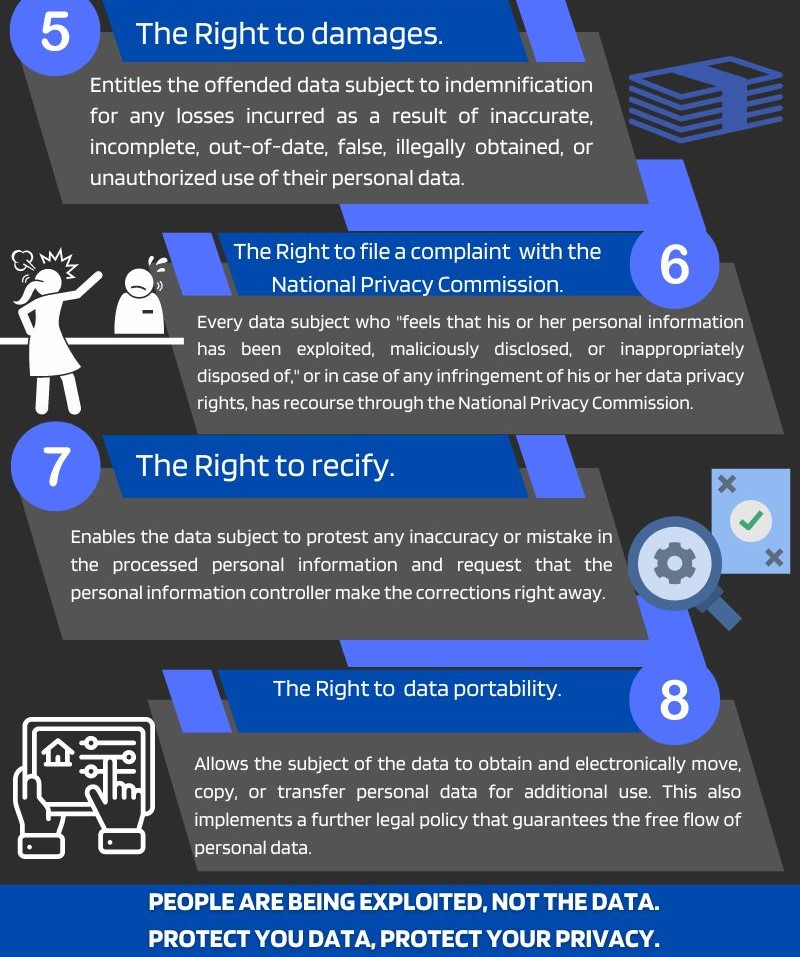 5
The Right to damages.
Entitles the offended data subject to indemnification
for any losses incurred as a result of inaccurate,
incomplete, out-of-date, false, illegally obtained, or
unauthorized use of their personal data.
The Right to file a complaint with the
National Privacy Commission.
6
Every data subject who "feels that his or her personal information
has been exploited, maliciously disclosed, or inappropriately
disposed of," or in case of any infringement of his or her data privacy
rights, has recourse through the National Privacy Commission.
7
The Right to recify.
Enables the data subject to protest any inaccuracy or mistake in
the processed personal information and request that the
personal information controller make the corrections right away.
The Right to data portability.
8
Allows the subject of the data to obtain and electronically move,
copy, or transfer personal data for additional use. This also
implements a further legal policy that guarantees the free flow of
personal data.
PEOPLE ARE BEING EXPLOITED, NOT THE DATA.
PROTECT YOU DATA, PROTECT YOUR PRIVACY.